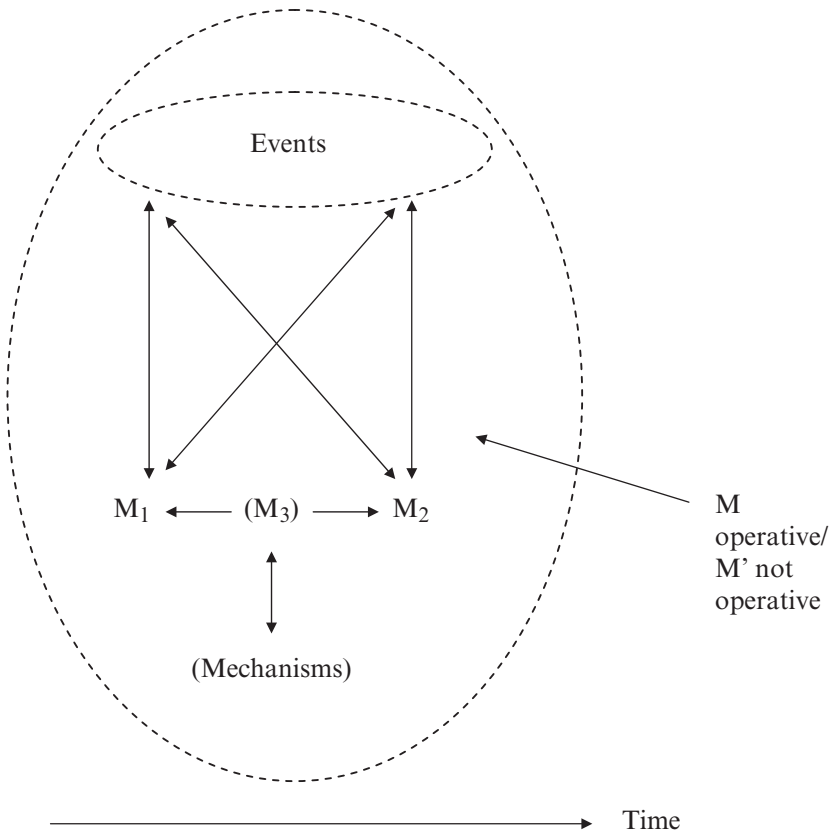 Events
M₁
(M₃)
M₂
M
operative/
M’ not
operative
(Mechanisms)
Time